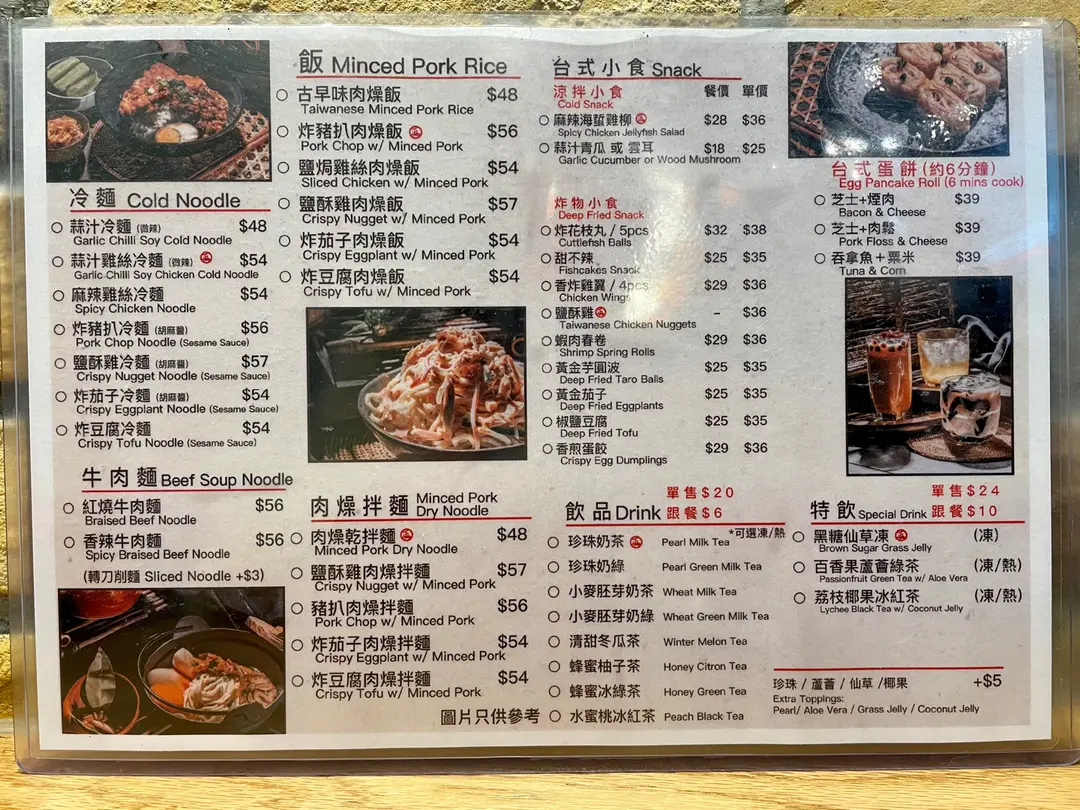 冷麵 Cold Noodle
蒜汁冷麵 (微辣) $48
Garlic Chilli Soy Cold Noodle
蒜汁雞絲冷麵 (微辣) $54
Garlic Chilli Soy Chicken Cold Noodle
麻辣雞絲冷麵 $54
Spicy Chicken Noodle
炸豬扒冷麵 (胡麻醬) $56
Pork Chop Noodle (Sesame Sauce)
鹽酥雞冷麵 (胡麻醬) $57
Crispy Nugget Noodle (Sesame Sauce)
炸茄子冷麵 (胡麻醬) $54
Crispy Eggplant Noodle (Sesame Sauce)
炸豆腐冷麵 $54
Crispy Tofu Noodle (Sesame Sauce)
牛肉麵 Beef Soup Noodle
紅燒牛肉麵 $56
Braised Beef Noodle
香辣牛肉麵 $56
Spicy Braised Beef Noodle
(轉刀削麵 Sliced Noodle +$3)
飯 Minced Pork Rice
古早味肉燥飯 $48
Taiwanese Minced Pork Rice
炸豬扒肉燥飯 $56
Pork Chop w/ Minced Pork
鹽焗雞絲肉燥飯 $54
Sliced Chicken w/ Minced Pork
鹽酥雞肉燥飯 $57
Crispy Nugget w/ Minced Pork
炸茄子肉燥飯 $54
Crispy Eggplant w/ Minced Pork
炸豆腐肉燥飯 $54
Crispy Tofu w/ Minced Pork
肉燥拌麵 Minced Pork
Dry Noodle
肉燥乾拌麵 $48
Minced Pork Dry Noodle
鹽酥雞肉燥拌麵 $57
Crispy Nugget w/ Minced Pork
豬扒肉燥拌麵 $56
Pork Chop w/ Minced Pork
炸茄子肉燥拌麵 $54
Crispy Eggplant w/ Minced Pork
炸豆腐肉燥拌麵 $54
Crispy Tofu w/ Minced Pork
圖片只供參考
台式小食 Snack
涼拌小食 餐價 單價
Cold Snack
麻辣海蜇雞柳 $28 $36
Spicy Chicken Jellyfish Salad
蒜汁青瓜 或 雲耳 $18 $25
Garlic Cucumber or Wood Mushroom
炸物小食
Deep Fried Snack
炸花枝丸 / 5pcs $32 $38
Cuttlefish Balls
甜不辣 $25 $35
Fishcakes Snack
香炸雞翼 / 4pcs $29 $36
Chicken Wings
鹽酥雞 – $36
Taiwanese Chicken Nuggets
蝦肉春卷 $29 $36
Shrimp Spring Rolls
黃金芋圓波 $25 $35
Deep Fried Taro Balls
黃金茄子 $25 $35
Deep Fried Eggplants
椒鹽豆腐 $25 $35
Deep Fried Tofu
香煎蛋餃 $29 $36
Crispy Egg Dumplings
台式蛋餅 (約6分鐘)
Egg Pancake Roll (6 mins cook)
芝士+煙肉 $39
Bacon & Cheese
芝士+肉鬆 $39
Pork Floss & Cheese
吞拿魚+粟米 $39
Tuna & Corn
飲品 Drink 單售$20
跟餐$6
*可選凍/熱
珍珠奶茶 Pearl Milk Tea
珍珠奶綠 Pearl Green Milk Tea
小麥胚芽奶茶 Wheat Milk Tea
小麥胚芽奶綠 Wheat Green Milk Tea
清甜冬瓜茶 Winter Melon Tea
蜂蜜柚子茶 Honey Citron Tea
蜂蜜冰綠茶 Honey Green Tea
水蜜桃冰紅茶 Peach Black Tea
特飲 Special Drink 單售$24
跟餐$10
黑糖仙草凍 (凍)
Brown Sugar Grass Jelly
百香果蘆薈綠茶 (凍/熱)
Passionfruit Green Tea w/ Aloe Vera
荔枝椰果冰紅茶 (凍/熱)
Lychee Black Tea w/ Coconut Jelly
珍珠 / 蘆薈 / 仙草 /椰果 +$5
Extra Toppings:
Pearl/ Aloe Vera / Grass Jelly / Coconut Jelly